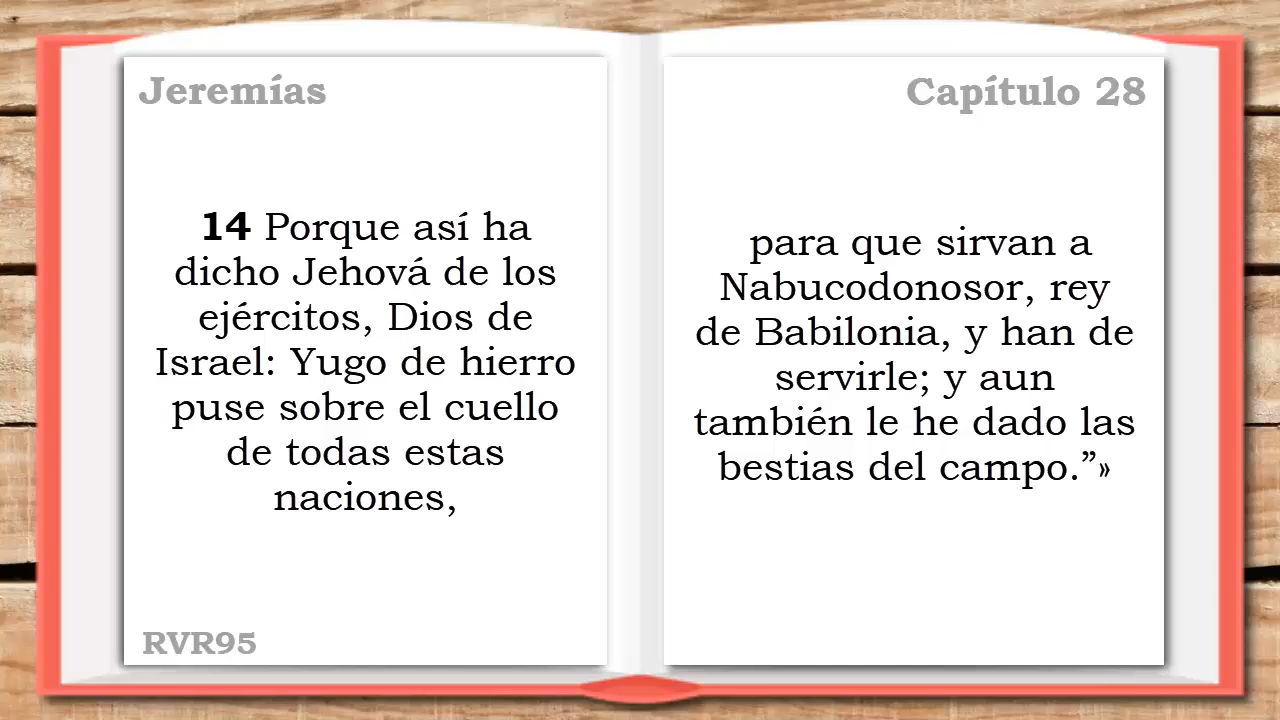 Jeremías
14 Porque así ha
dicho Jehová de los
ejércitos, Dios de
Israel: Yugo de hierro
puse sobre el cuello
de todas estas
naciones,
RVR95
Capítulo 28
para que sirvan a
Nabucodonosor, rey
de Babilonia, y han de
servirle; y aun
también le he dado las
bestias del campo.”»